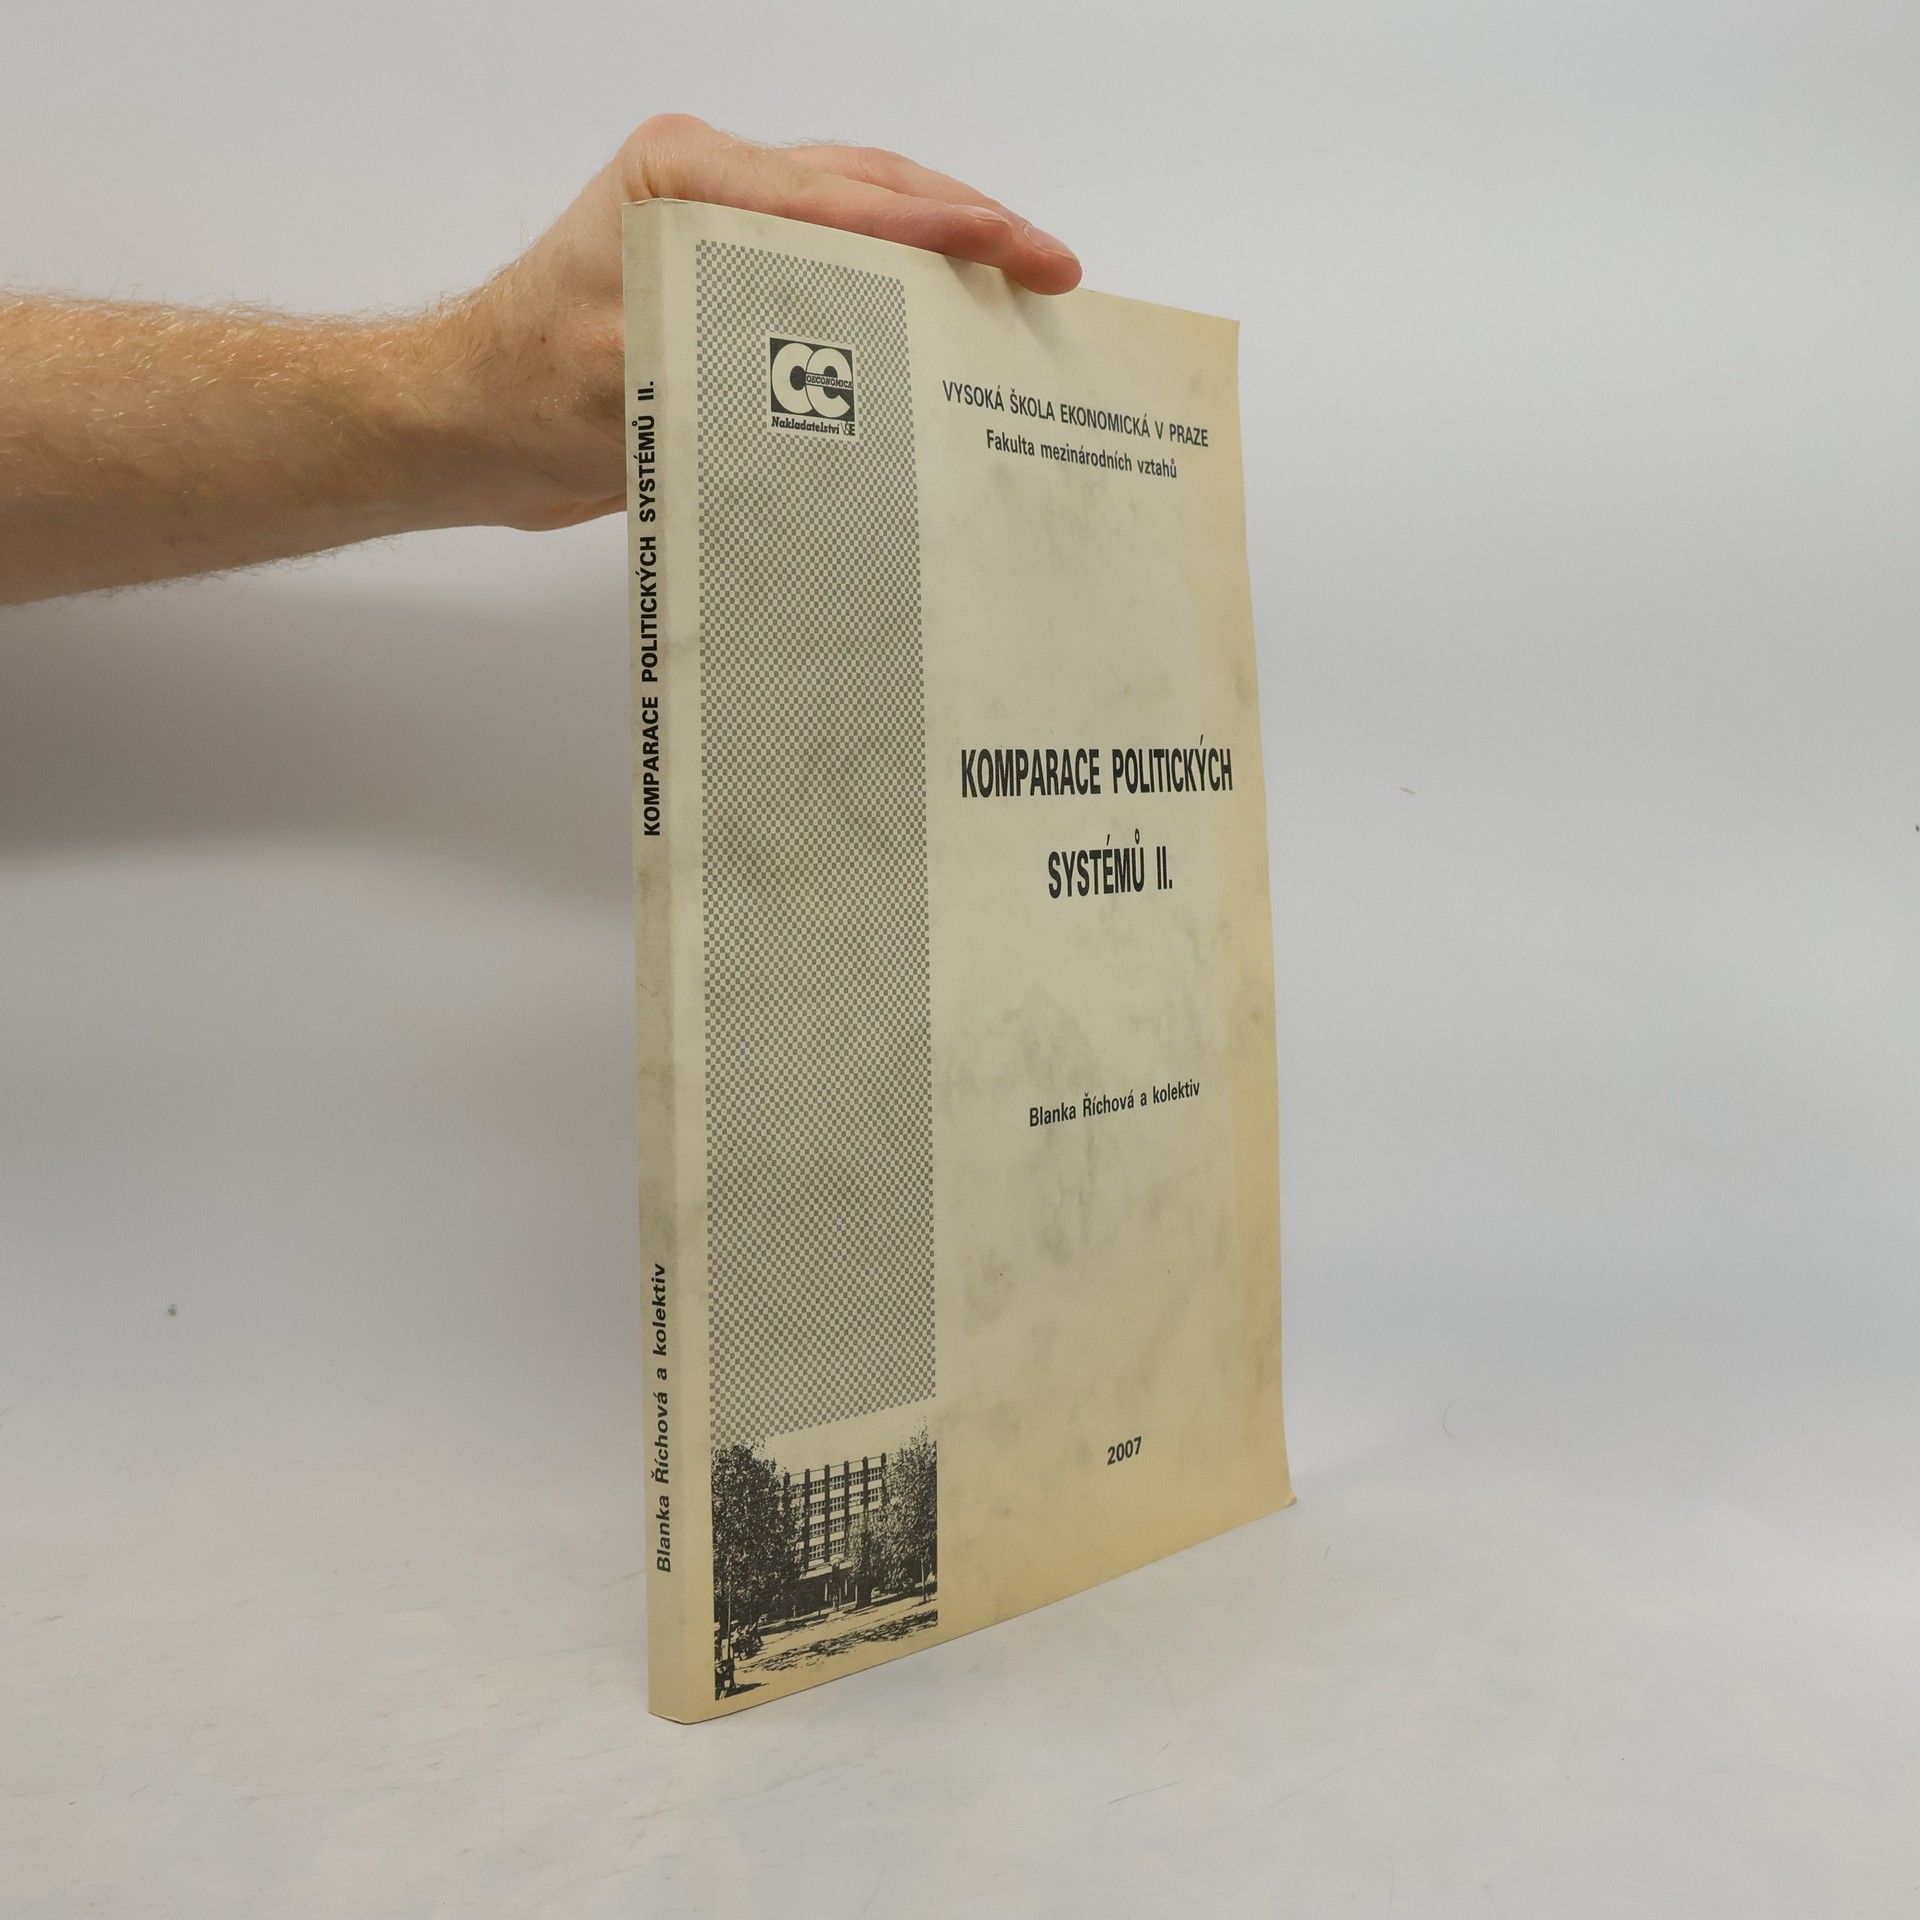 KOMPARACE POLITICKÝCH SYSTÉMŮ II.
Blanka Říchová a kolektiv
OECONOMICA
Nakladatelství VŠE
VYSOKÁ ŠKOLA EKONOMICKÁ V PRAZE
Fakulta mezinárodních vztahů
KOMPARACE POLITICKÝCH
SYSTÉMŮ II.
Blanka Říchová a kolektiv
2007